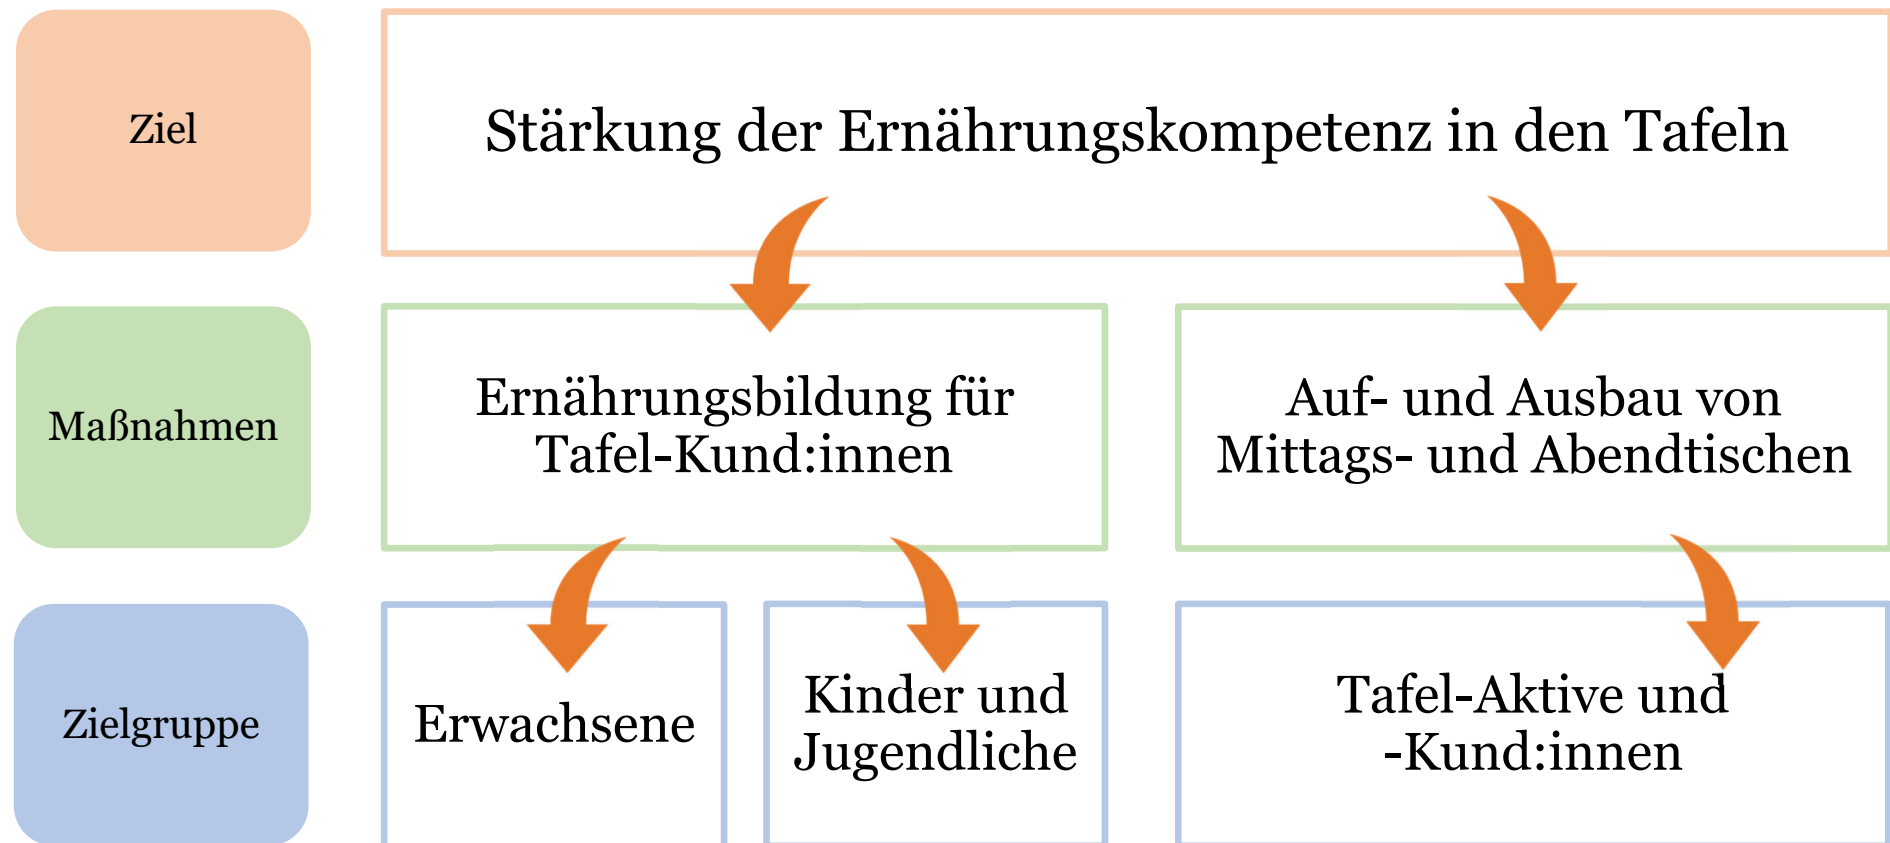 Ziel
Stärkung der Ernährungskompetenz in den Tafeln
Maßnahmen
Ernährungsbildung für
Tafel-Kund:innen
Auf- und Ausbau von
Mittags- und Abendtischen
Zielgruppe
Erwachsene
Kinder und
Jugendliche
Tafel-Aktive und
-Kund:innen